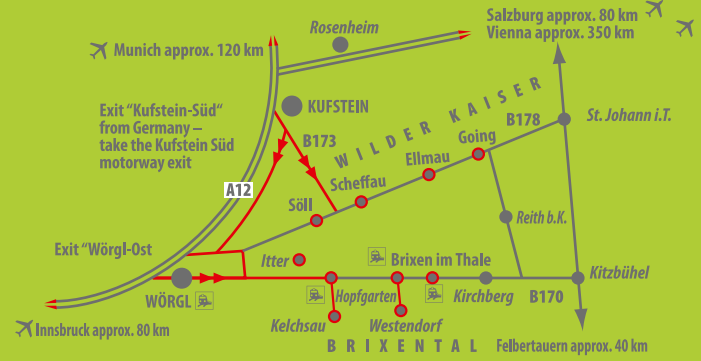 Salzburg approx. 80 km
Vienna approx. 350 km
Rosenheim
Munich approx. 120 km
KUFSTEIN
Exit “Kufstein-Süd“
from Germany –
take the Kufstein Süd
motorway exit
B173
WILDER KAISER
B178
St. Johann i.T.
Going
Ellmau
Scheffau
A12
Söll
Reith b.K.
Exit “Wörgl-Ost
Itter
Brixen im Thale
Kitzbühel
WÖRGL
Hopfgarten
Kirchberg
B170
Kelchsau
Westendorf
Innsbruck approx. 80 km
BRIXENTAL
Felbertauern approx. 40 km